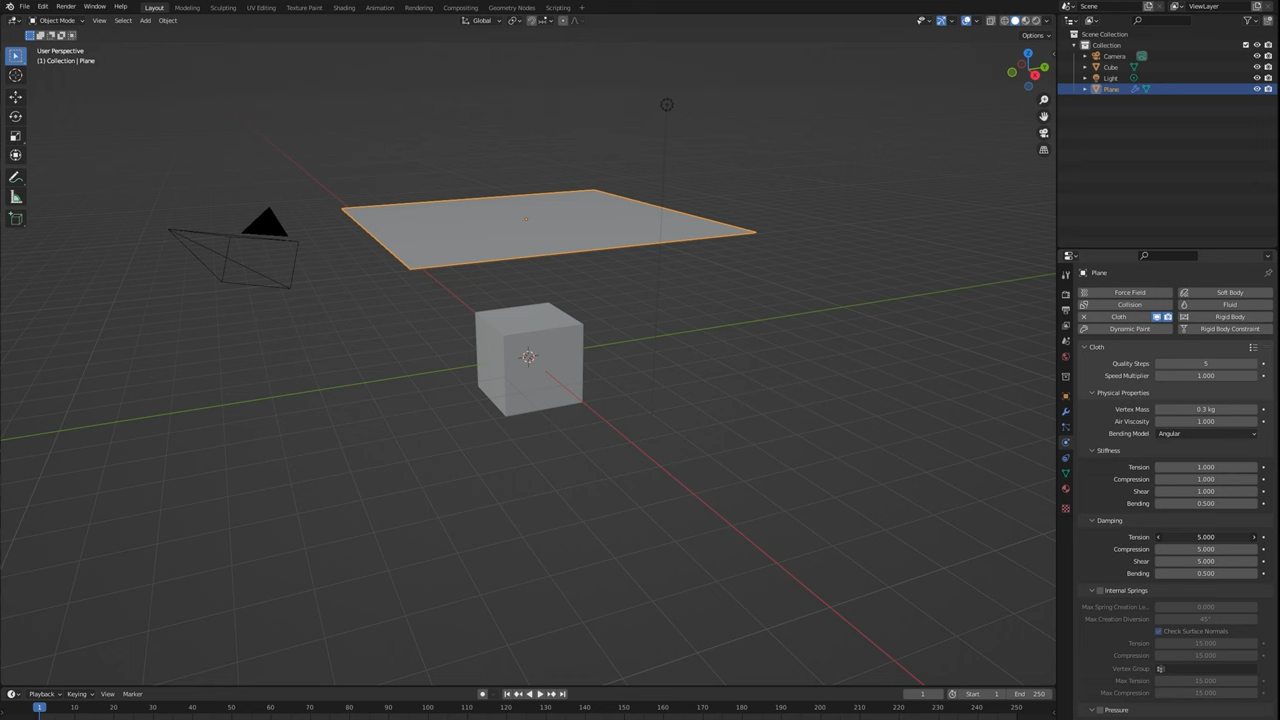 File Edit Render Window Help Layout Modeling Sculpting UV Editing Texture Paint Shading Animation Rendering Compositing Geometry Nodes Scripting Scene ViewLayer
Object Mode View Select Add Object Global
Options
User Perspective
(1) Collection | Plane
Z
Y
X
Scene Collection
Collection
Camera
Cube
Light
Plane
Plane
Force Field Soft Body
Collision Fluid
Cloth Rigid Body
Dynamic Paint Rigid Body Constraint
Cloth
Quality Steps 5
Speed Multiplier 1.000
Physical Properties
Vertex Mass 0.3 kg
Air Viscosity 1.000
Bending Model Angular
Stiffness
Tension 1.000
Compression 1.000
Shear 1.000
Bending 0.500
Damping
Tension 5.000
Compression 5.000
Shear 5.000
Bending 0.500
Internal Springs
Max Spring Creation Le... 0.000
Max Creation Diversion 45°
Check Surface Normals
Tension 15.000
Compression 15.000
Vertex Group
Max Tension 15.000
Max Compression 15.000
Pressure
Playback Keying View Marker 1 Start 1 End 250
1 10 20 30 40 50 60 70 80 90 100 110 120 130 140 150 160 170 180 190 200 210 220 230 240 250